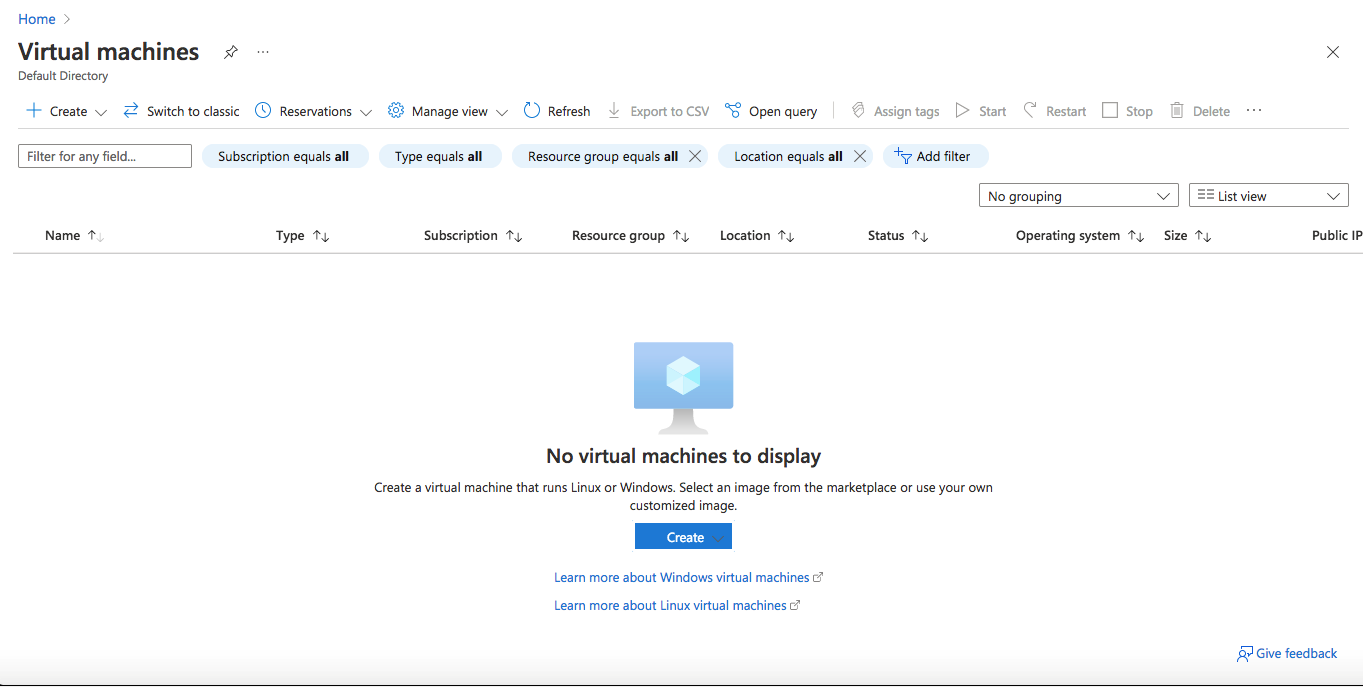 Home
Virtual machines ...
Default Directory
Create Switch to classic Reservations Manage view Refresh Export to CSV Open query Assign tags Start Restart Stop Delete ...
Filter for any field... Subscription equals all Type equals all Resource group equals all Location equals all Add filter
No grouping List view
Name Type Subscription Resource group Location Status Operating system Size Public IP
No virtual machines to display
Create a virtual machine that runs Linux or Windows. Select an image from the marketplace or use your own
customized image.
Create
Learn more about Windows virtual machines
Learn more about Linux virtual machines
Give feedback